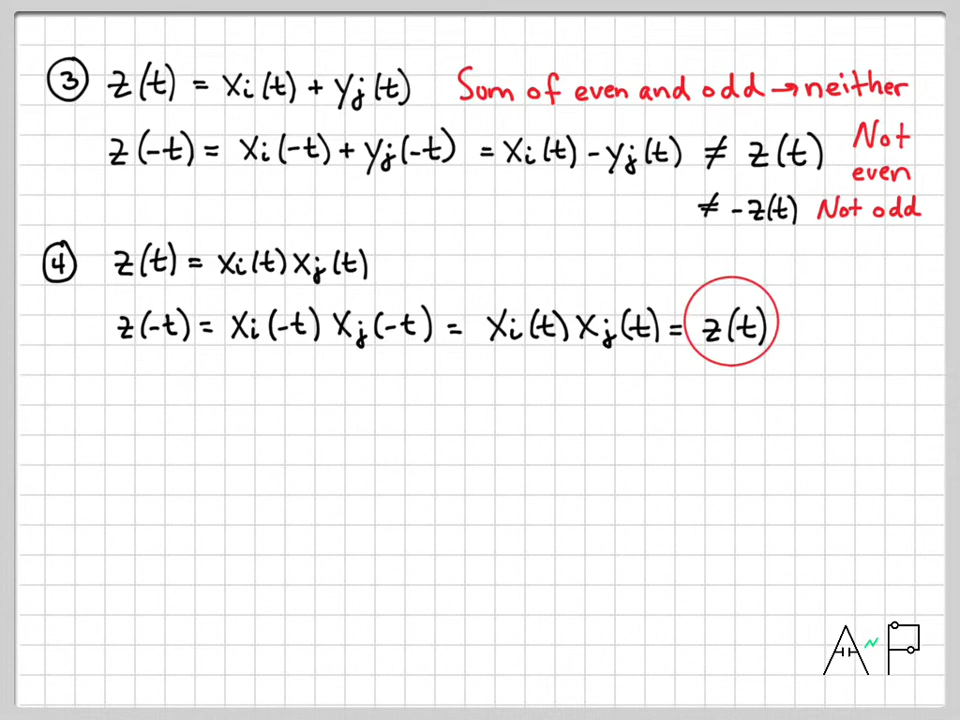 ③ z(t) = xi(t) + yj(t) Sum of even and odd → neither
z(-t) = xi(-t) + yj(-t) = xi(t) - yj(t) ≠ z(t) Not even
≠ -z(t) Not odd
④ z(t) = xi(t) xj(t)
z(-t) = xi(-t) xj(-t) = xi(t) xj(t) = z(t)
A~P